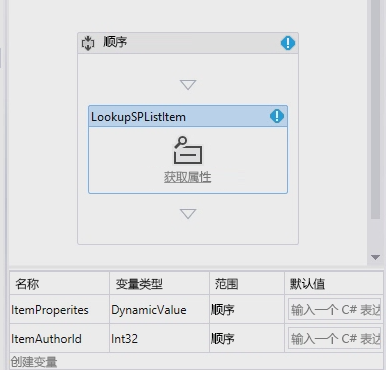 顺序
LookupSPListItem
获取属性
名称 变量类型 范围 默认值
ItemProperites DynamicValue 顺序 输入一个 C# 表达
ItemAuthorId Int32 顺序 输入一个 C# 表达
创建变量